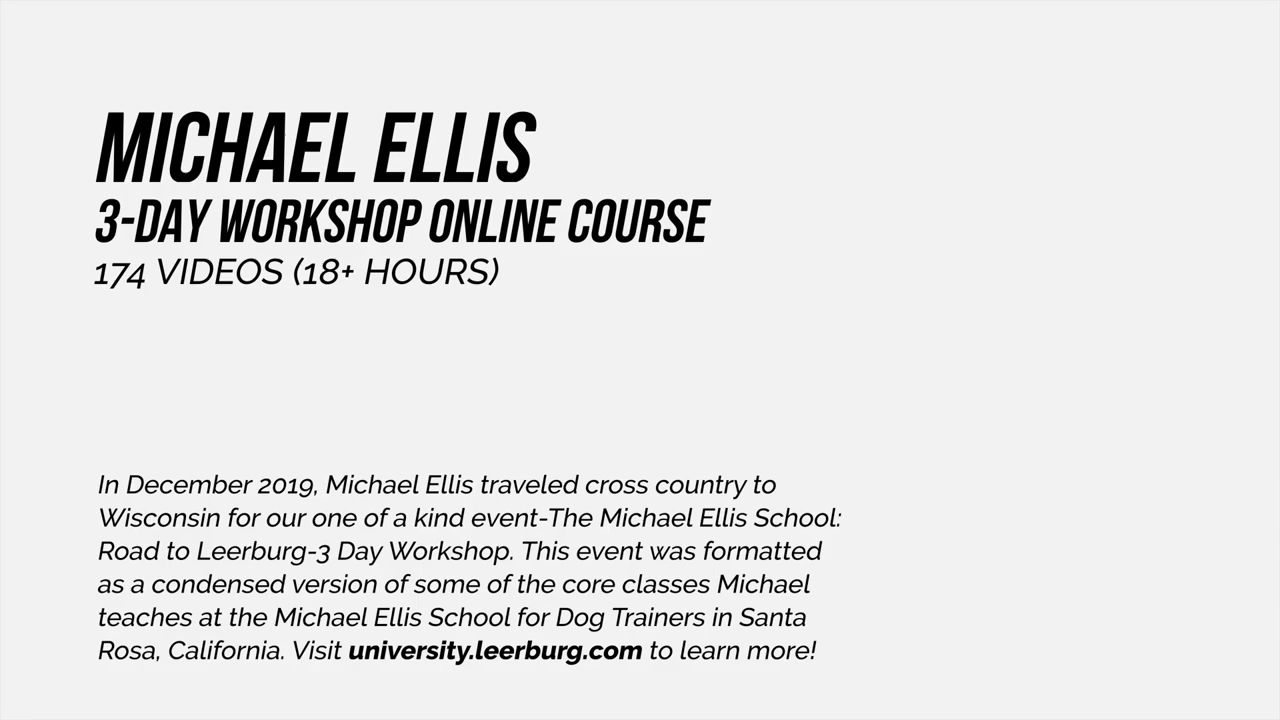 MICHAEL ELLIS
3-DAY WORKSHOP ONLINE COURSE
174 VIDEOS (18+ HOURS)
In December 2019, Michael Ellis traveled cross country to
Wisconsin for our one of a kind event-The Michael Ellis School:
Road to Leerburg-3 Day Workshop. This event was formatted
as a condensed version of some of the core classes Michael
teaches at the Michael Ellis School for Dog Trainers in Santa
Rosa, California. Visit university.leerburg.com to learn more!